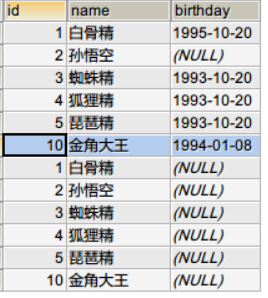 id name birthday
1 白骨精 1995-10-20
2 孙悟空 (NULL)
3 蜘蛛精 1993-10-20
4 狐狸精 1993-10-20
5 琵琶精 1993-10-20
10 金角大王 1994-01-08
1 白骨精 (NULL)
2 孙悟空 (NULL)
3 蜘蛛精 (NULL)
4 狐狸精 (NULL)
5 琵琶精 (NULL)
10 金角大王 (NULL)